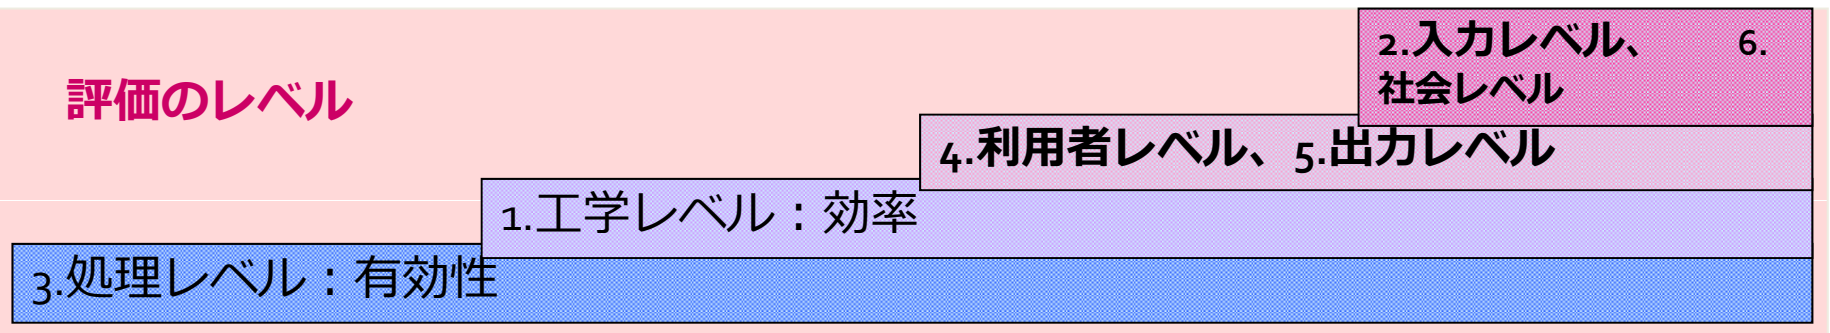 評価のレベル
2.入力レベル、 6.
社会レベル
4.利用者レベル、5.出力レベル
1.工学レベル：効率
3.処理レベル：有効性